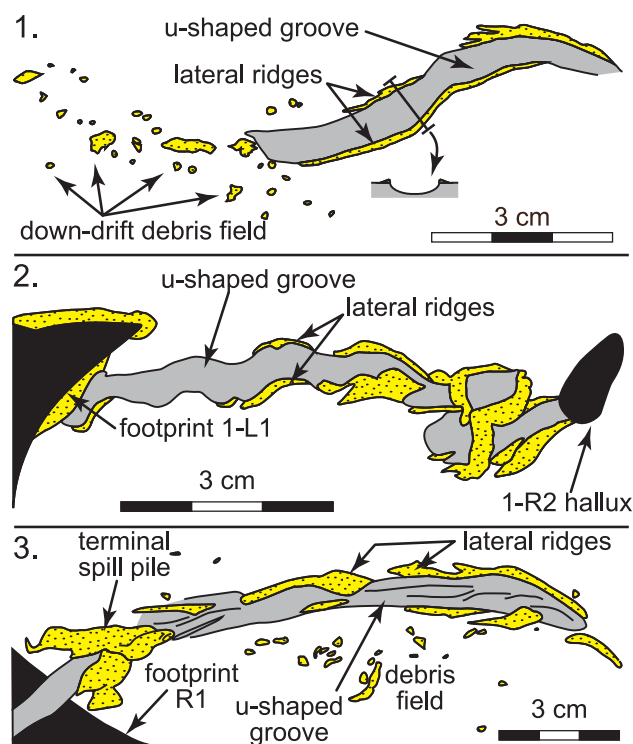 1.
u-shaped groove
lateral ridges
down-drift debris field
3 cm
2.
u-shaped groove
lateral ridges
footprint 1-L1
3 cm
1-R2 hallux
3.
terminal
spill pile
lateral ridges
footprint
R1
u-shaped
groove
debris
field
3 cm